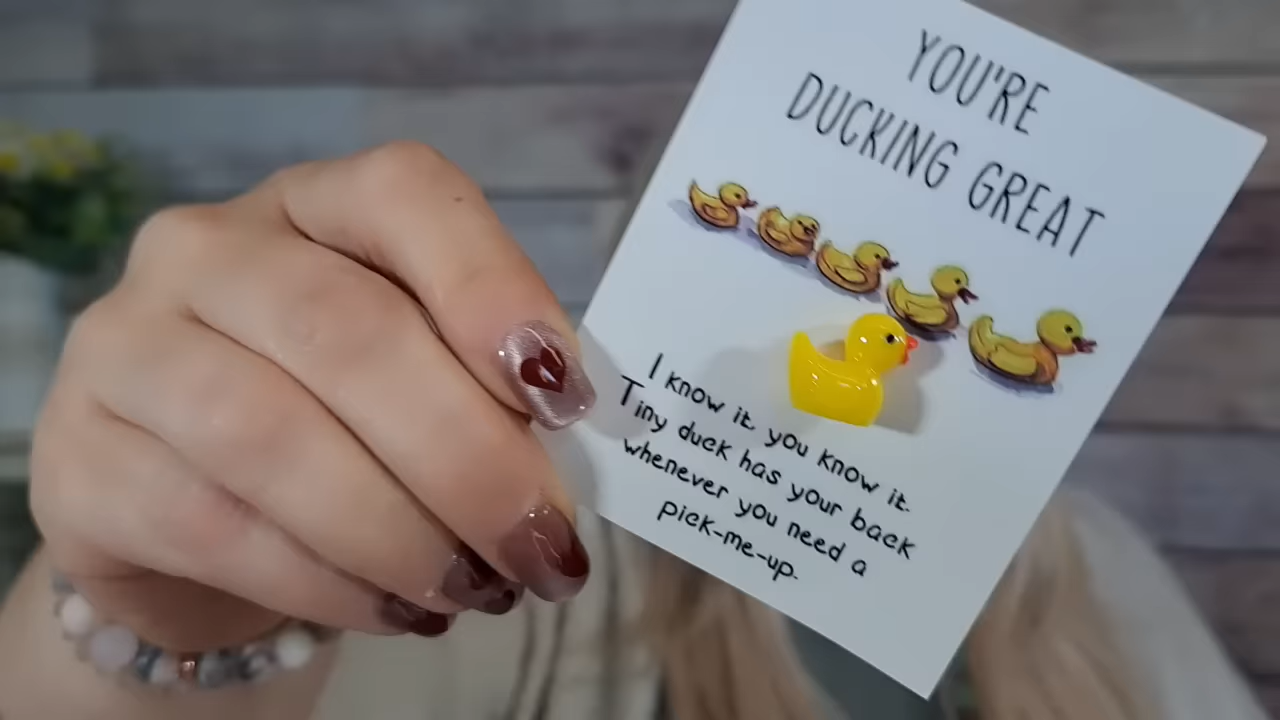 YOU'RE
DUCKING GREAT
I know it, you know it.
Tiny duck has your back
whenever you need a
pick-me-up.